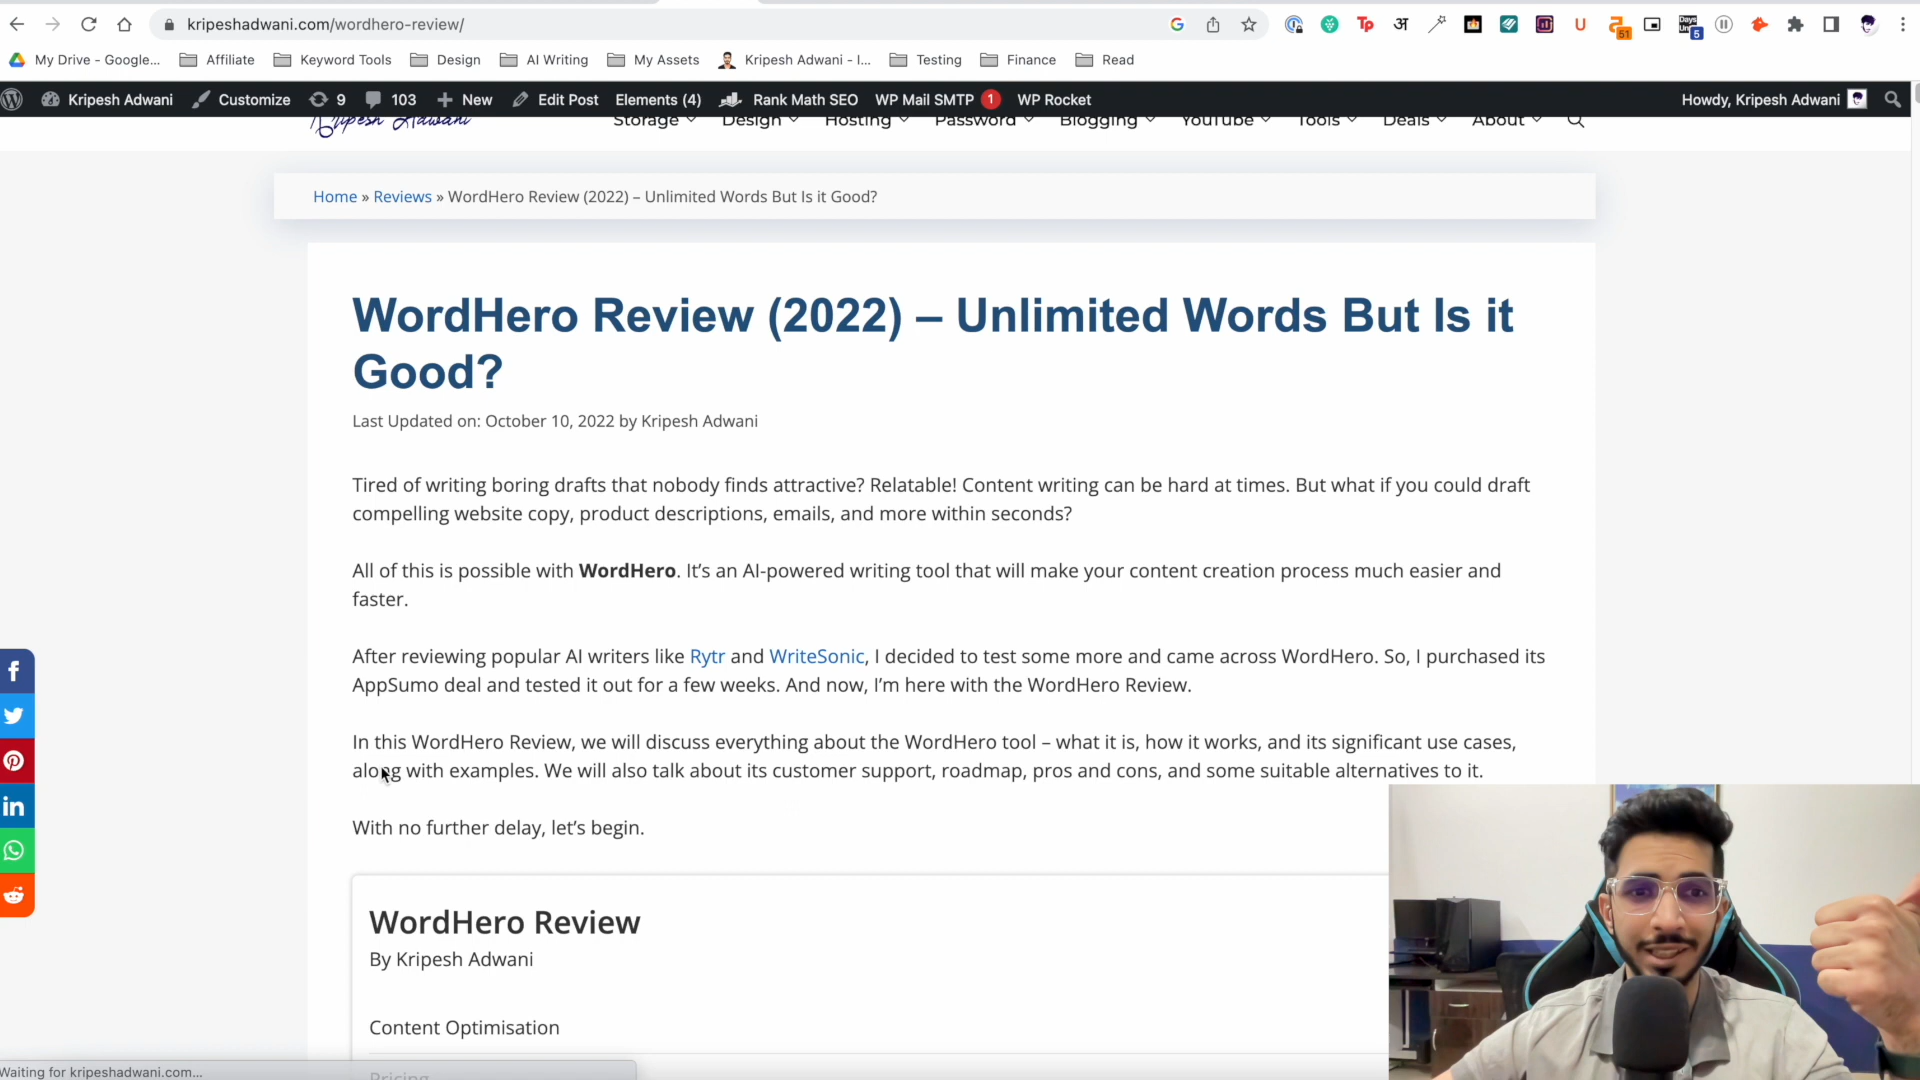 kripeshadwani.com/wordhero-review/
My Drive - Google... Affiliate Keyword Tools Design AI Writing My Assets Kripesh Adwani - I... Testing Finance Read
Kripesh Adwani Customize 9 103 New Edit Post Elements (4) Rank Math SEO WP Mail SMTP 1 WP Rocket Howdy, Kripesh Adwani
Kripesh Adwani Storage Design Hosting Password Blogging YouTube Tools Deals About
Home » Reviews » WordHero Review (2022) – Unlimited Words But Is it Good?
WordHero Review (2022) – Unlimited Words But Is it
Good?
Last Updated on: October 10, 2022 by Kripesh Adwani
Tired of writing boring drafts that nobody finds attractive? Relatable! Content writing can be hard at times. But what if you could draft
compelling website copy, product descriptions, emails, and more within seconds?
All of this is possible with WordHero. It’s an AI-powered writing tool that will make your content creation process much easier and
faster.
After reviewing popular AI writers like Rytr and WriteSonic, I decided to test some more and came across WordHero. So, I purchased its
AppSumo deal and tested it out for a few weeks. And now, I’m here with the WordHero Review.
In this WordHero Review, we will discuss everything about the WordHero tool – what it is, how it works, and its significant use cases,
along with examples. We will also talk about its customer support, roadmap, pros and cons, and some suitable alternatives to it.
With no further delay, let’s begin.
WordHero Review
By Kripesh Adwani
Content Optimisation
Pricing
Waiting for kripeshadwani.com...